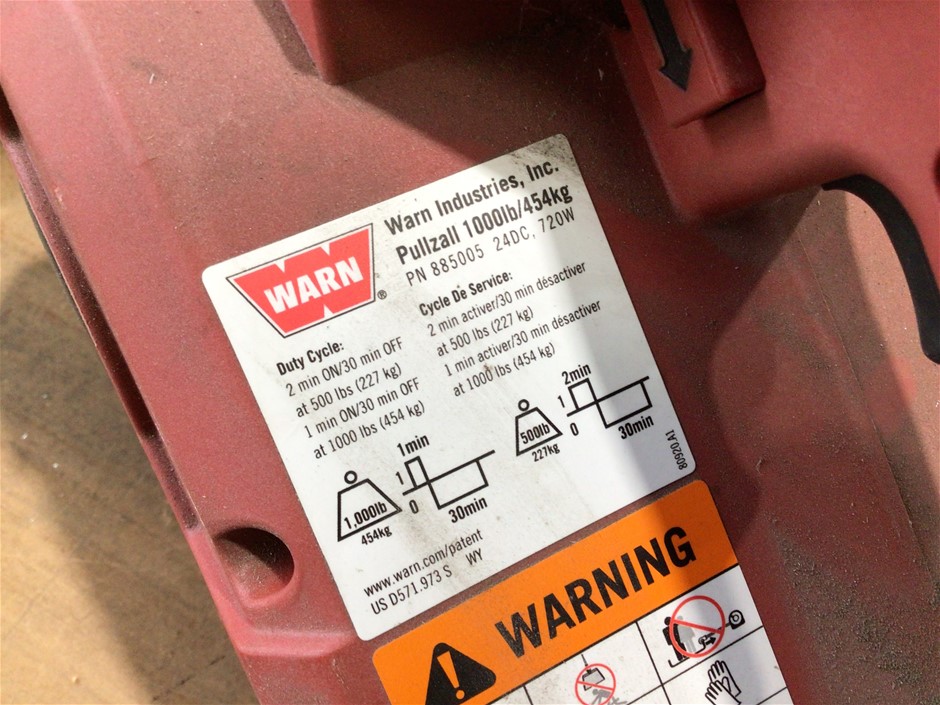 WARN ®
Warn Industries, Inc.
Pullzall 1000lb/454kg
PN 885005 24DC, 720W
Duty Cycle:
2 min ON/30 min OFF
at 500 lbs (227 kg)
1 min ON/30 min OFF
at 1000 lbs (454 kg)
Cycle De Service:
2 min activer/30 min désactiver
at 500 lbs (227 kg)
1 min activer/30 min désactiver
at 1000 kg (454 kg)
1,000lb
454kg
1min
1
0
30min
500lb
227kg
2min
1
0
30min
80920 A1
www.warn.com/patent
US D571.973 S WY
WARNING